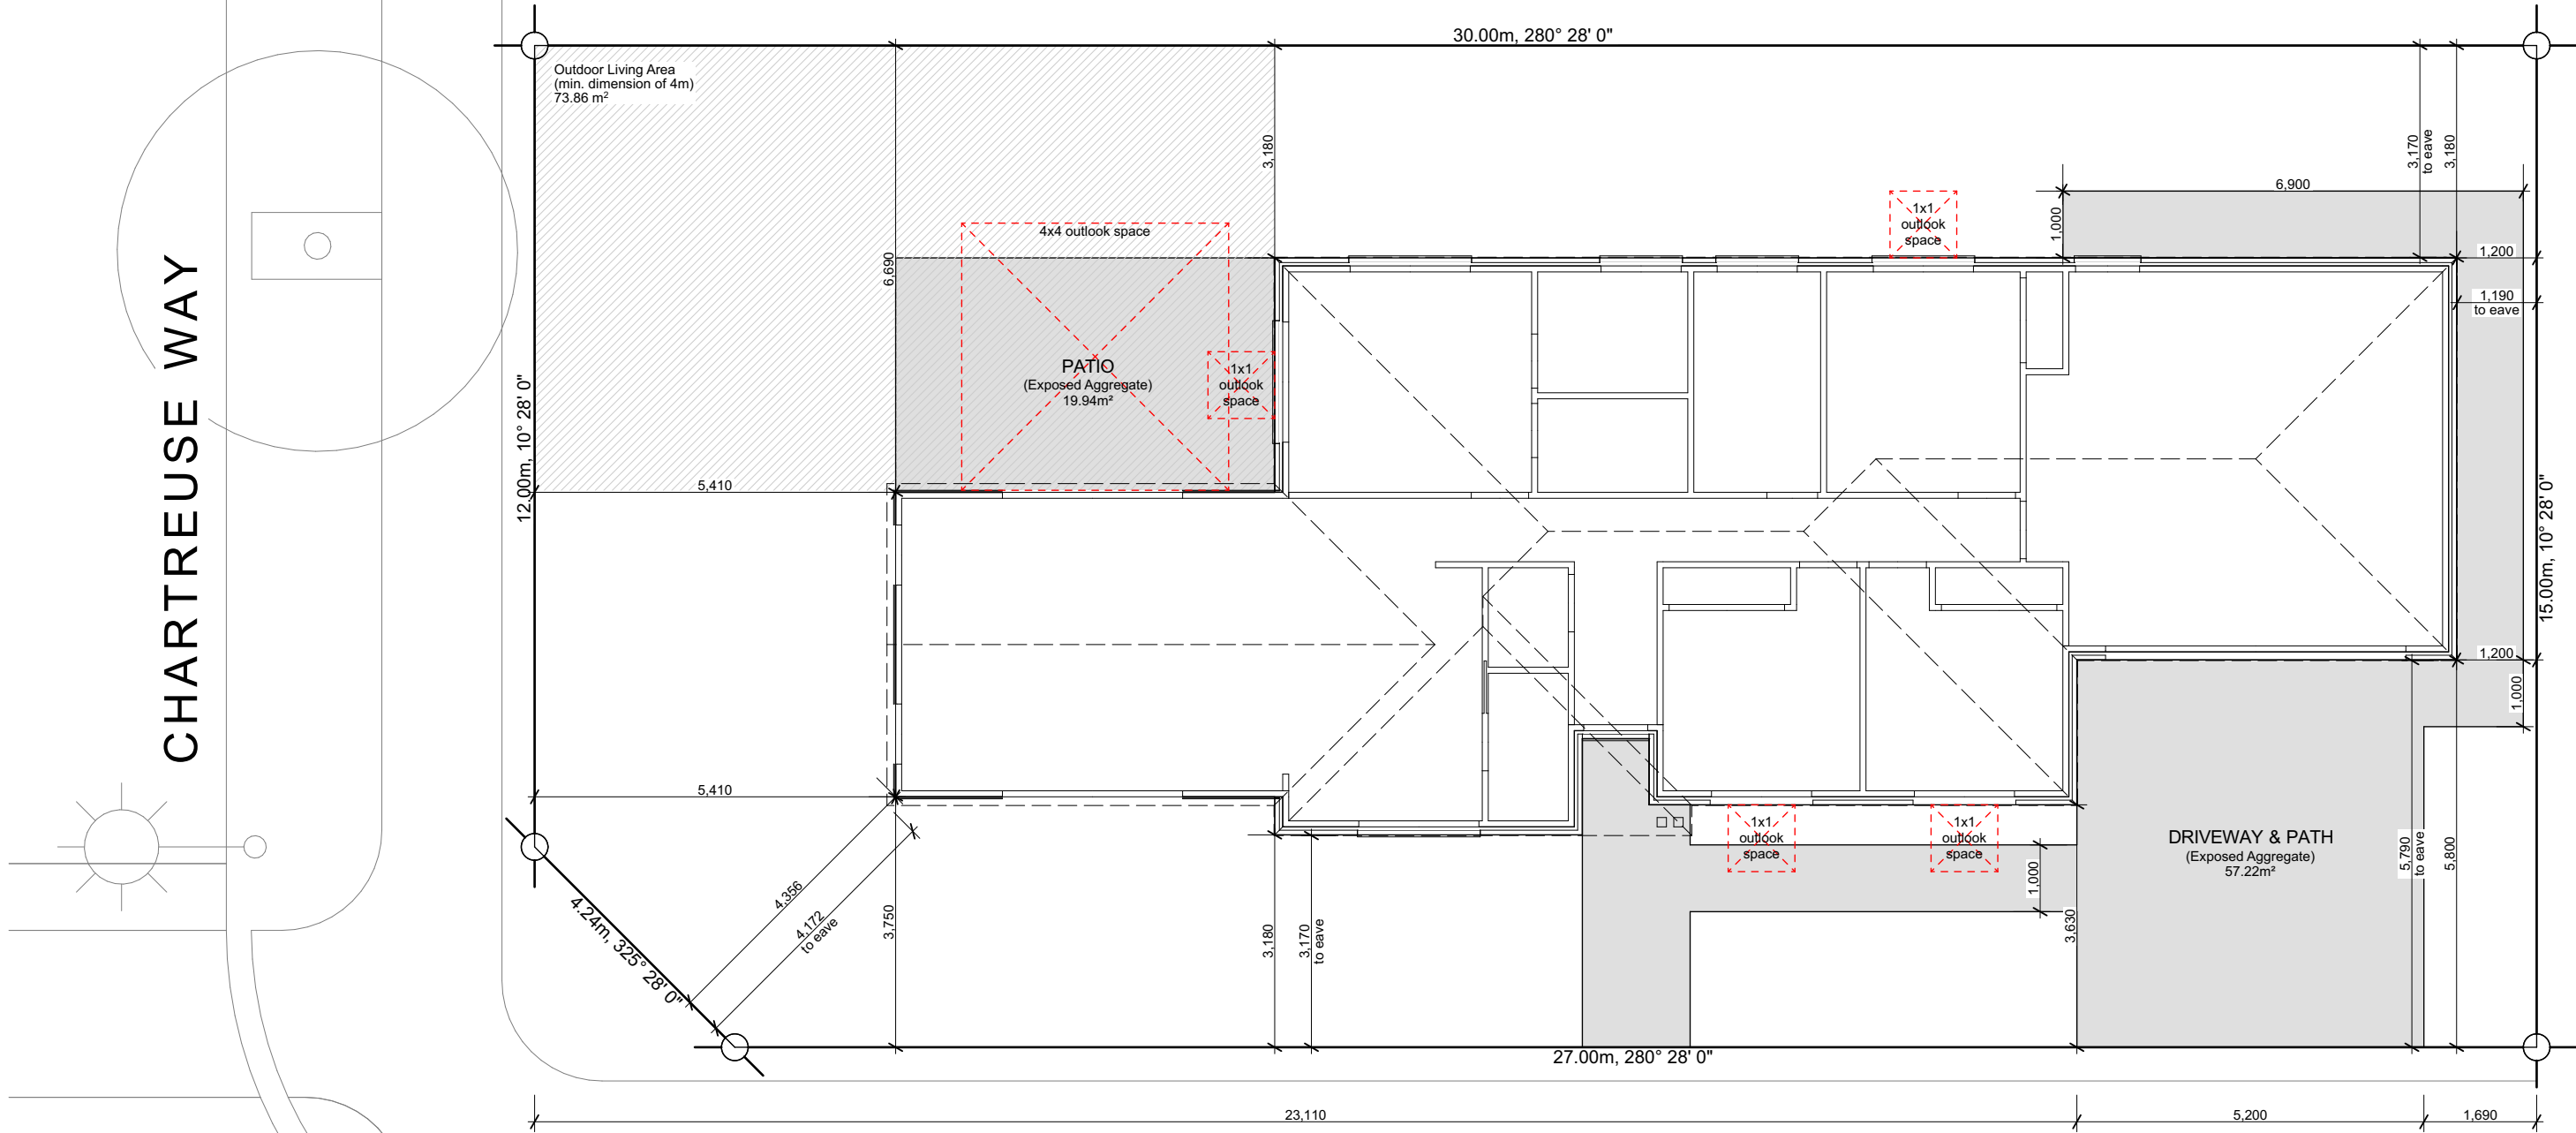 30.00m, 280° 28' 0"
Outdoor Living Area
(min. dimension of 4m)
73.86 m²
3,180
3,170
to eave
3,180
6,900
1,000
1x1
outlook
space
4x4 outlook space
6,690
1,200
1,190
to eave
CHARTREUSE WAY
12.00m, 10° 28' 0"
PATIO
(Exposed Aggregate)
19.94m²
1x1
outlook
space
5,410
15.00m, 10° 28' 0"
1,200
1,000
5,410
1x1
outlook
space
1x1
outlook
space
DRIVEWAY & PATH
(Exposed Aggregate)
57.22m²
5,790
to eave
5,800
1,000
4,356
4,172
to eave
3,750
3,180
3,170
to eave
3,630
4.24m, 325° 28' 0"
27.00m, 280° 28' 0"
23,110
5,200
1,690